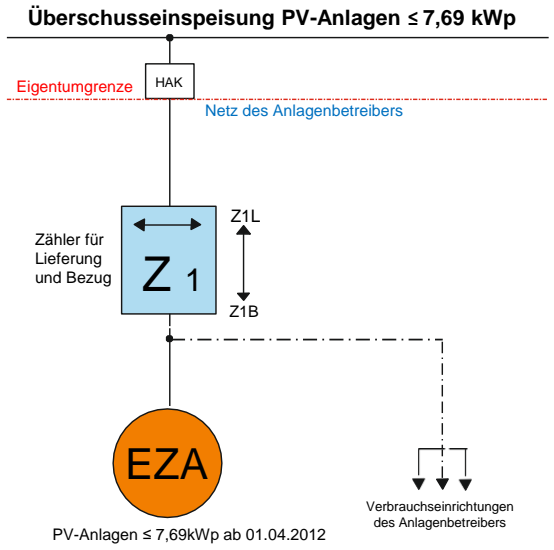 Überschusseinspeisung PV-Anlagen ≤ 7,69 kWp
HAK
Eigentumgrenze
Netz des Anlagenbetreibers
Zähler für
Lieferung
und Bezug
Z 1
Z1L
Z1B
EZA
PV-Anlagen ≤ 7,69kWp ab 01.04.2012
Verbrauchseinrichtungen
des Anlagenbetreibers